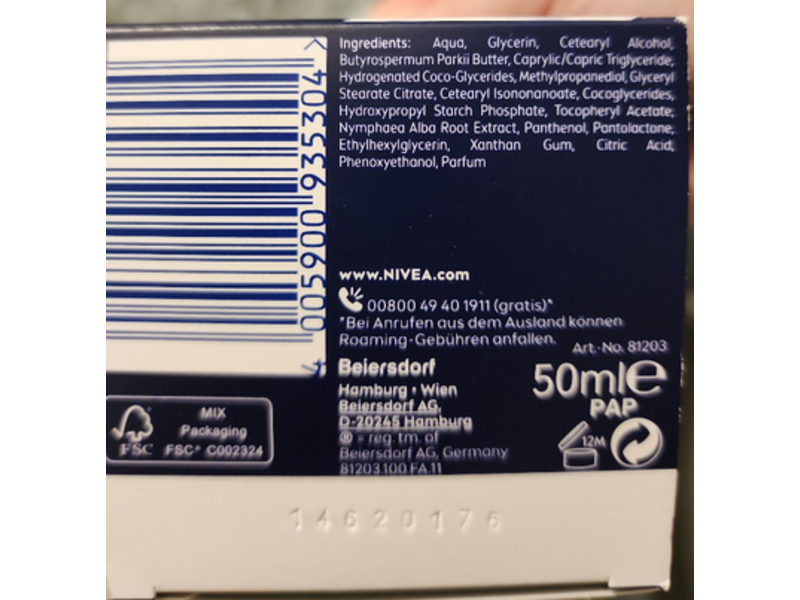 Ingredients: Aqua, Glycerin, Cetearyl Alcohol,
Butyrospermum Parkii Butter, Caprylic/Capric Triglyceride,
Hydrogenated Coco-Glycerides, Methylpropanediol, Glyceryl
Stearate Citrate, Cetearyl Isononanoate, Cocoglycerides,
Hydroxypropyl Starch Phosphate, Tocopheryl Acetate,
Nymphaea Alba Root Extract, Panthenol, Pantolactone,
Ethylhexylglycerin, Xanthan Gum, Citric Acid,
Phenoxyethanol, Parfum
4 005900 935304 >
www.NIVEA.com
00800 49 40 1911 (gratis)*
*Bei Anrufen aus dem Ausland können
Roaming-Gebühren anfallen.
Art.-No. 81203
Beiersdorf
Hamburg • Wien
Beiersdorf AG,
D-20245 Hamburg
® = reg. tm. of
Beiersdorf AG, Germany
81203.100.FA.11
50ml e
PAP
12M
FSC
MIX
Packaging
FSC® C002324
14620176